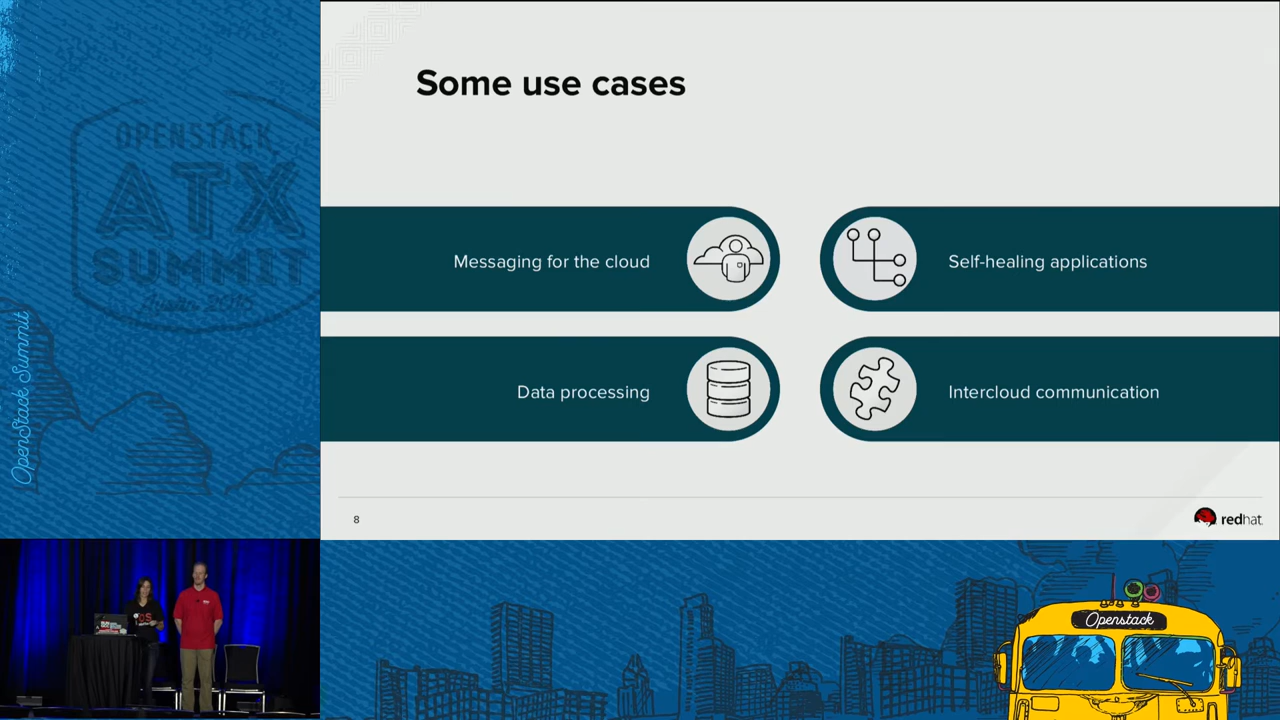 Some use cases
Messaging for the cloud
Self-healing applications
Data processing
Intercloud communication
8
redhat.
OPENSTACK
ATX
SUMMIT
OpenStack Summit
Openstack